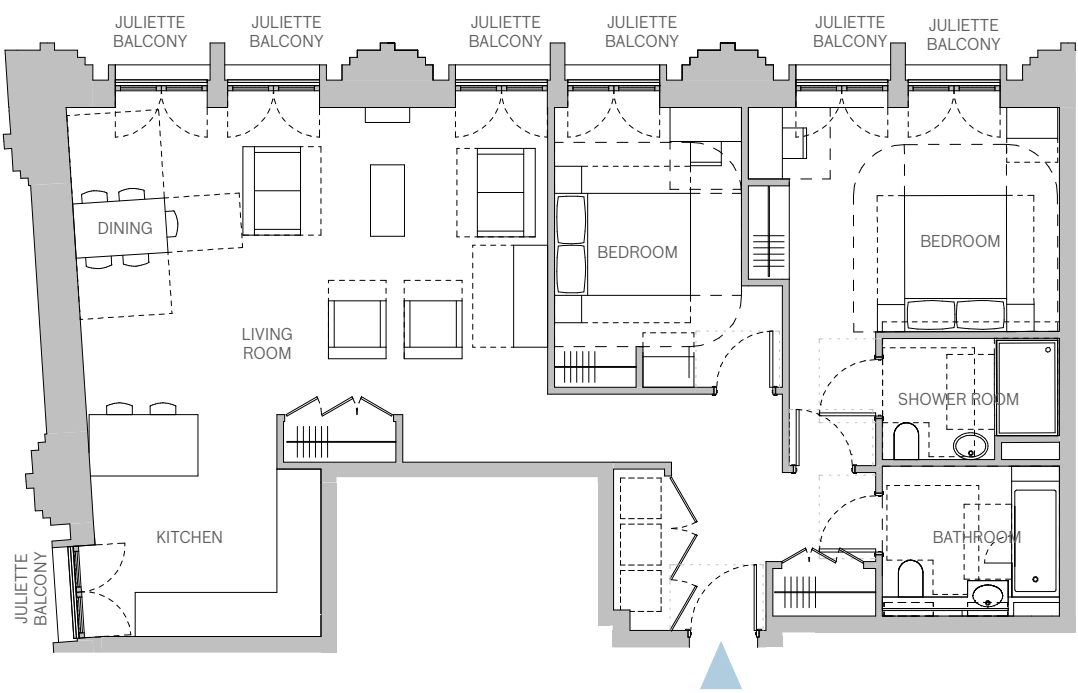 JULIETTE
BALCONY
JULIETTE
BALCONY
JULIETTE
BALCONY
JULIETTE
BALCONY
JULIETTE
BALCONY
JULIETTE
BALCONY
DINING
BEDROOM
BEDROOM
LIVING
ROOM
SHOWER ROOM
KITCHEN
BATHROOM
JULIETTE
BALCONY